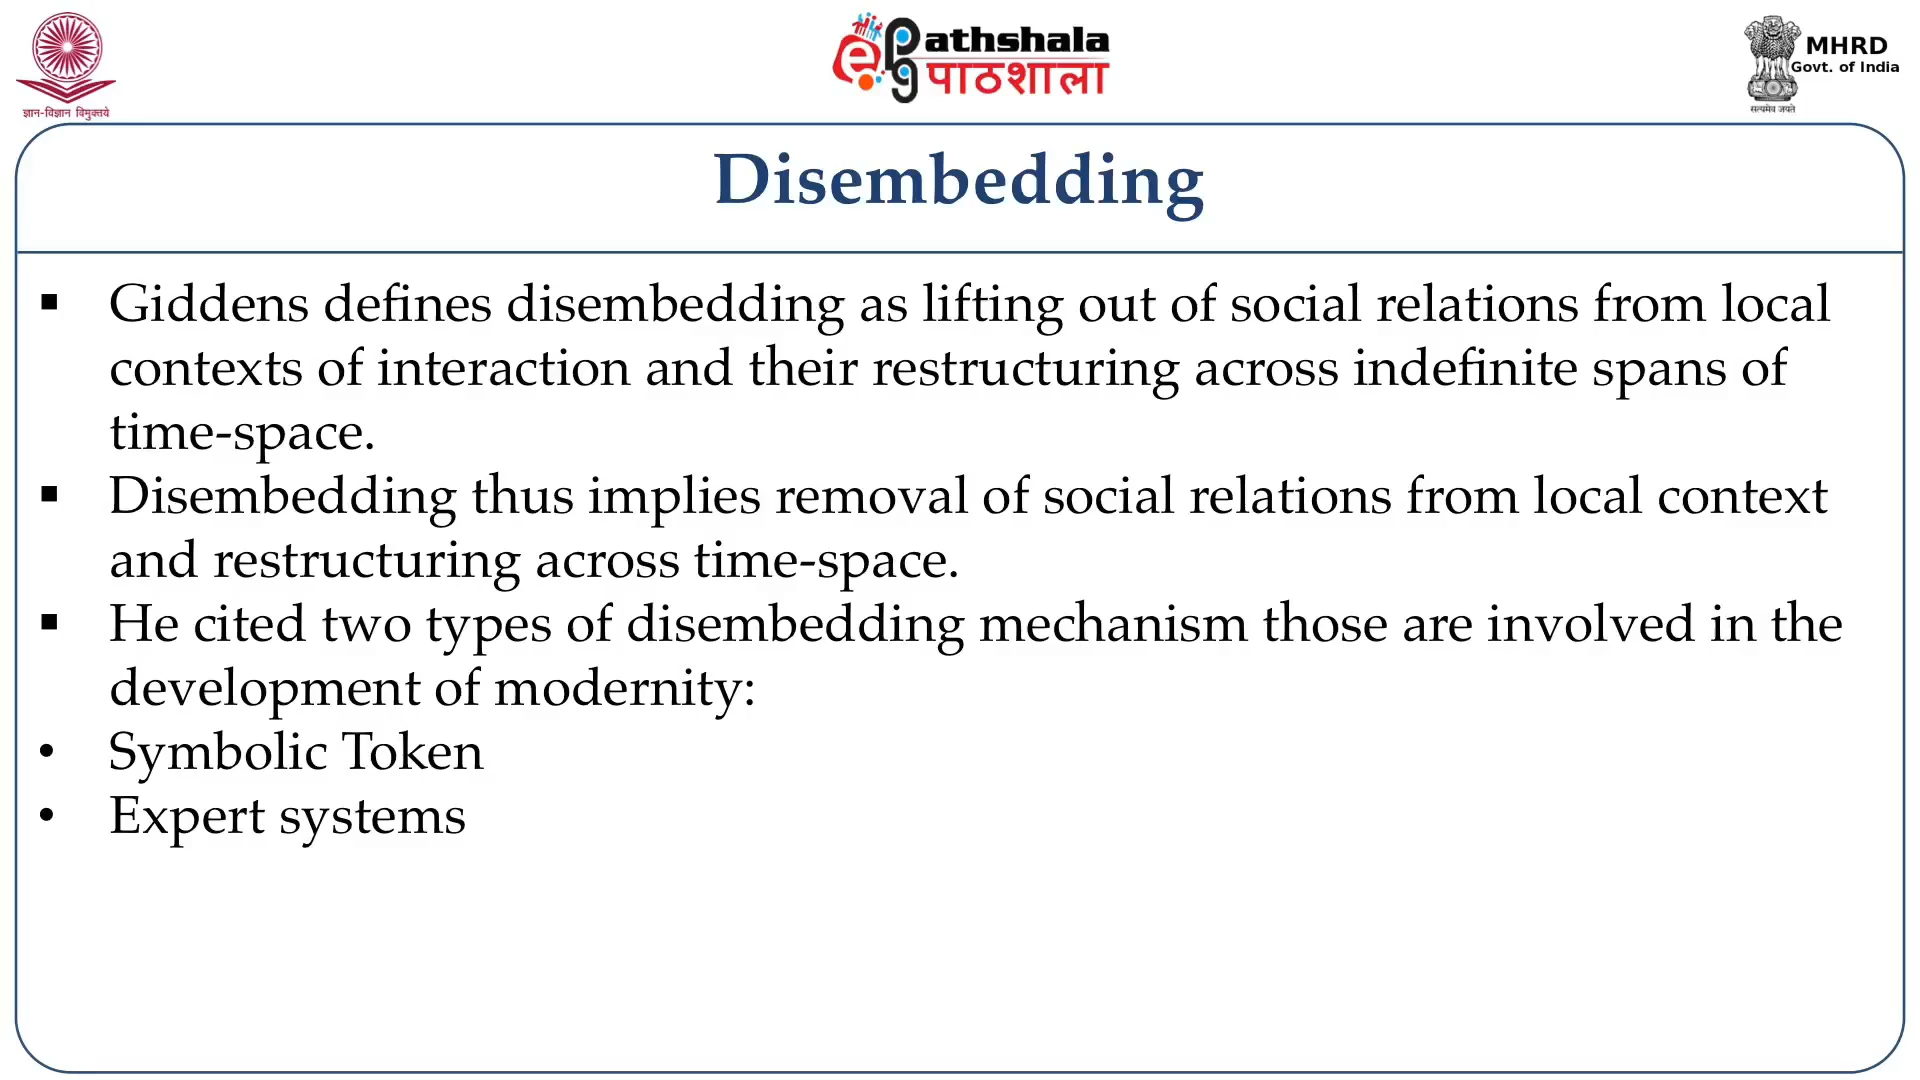 ज्ञान-विज्ञान विमुक्तये
ePG Pathshala
पाठशाला
MHRD
Govt. of India
सत्यमेव जयते
Disembedding
▪ Giddens defines disembedding as lifting out of social relations from local
contexts of interaction and their restructuring across indefinite spans of
time-space.
▪ Disembedding thus implies removal of social relations from local context
and restructuring across time-space.
▪ He cited two types of disembedding mechanism those are involved in the
development of modernity:
• Symbolic Token
• Expert systems